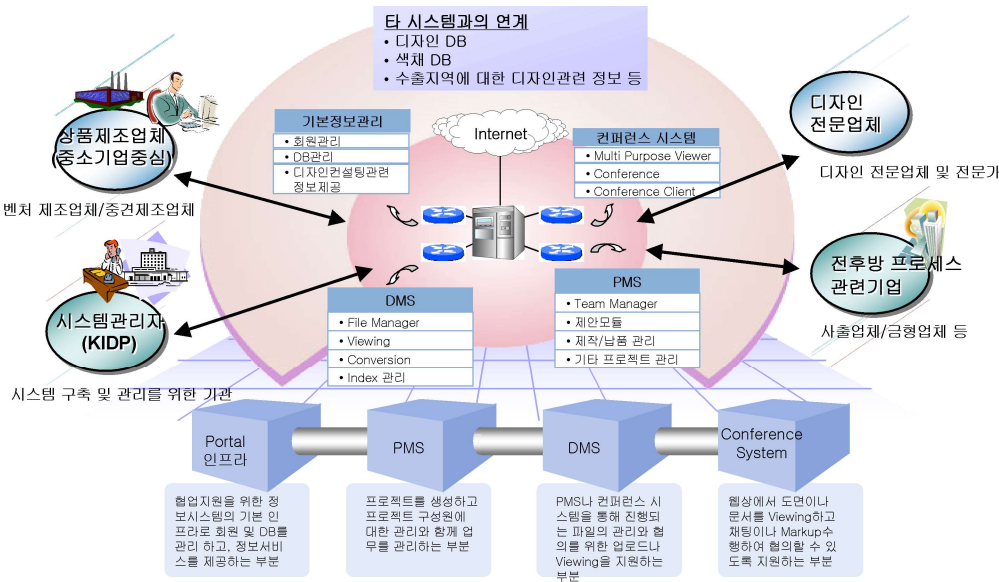 타 시스템과의 연계
• 디자인 DB
• 색채 DB
• 수출지역에 대한 디자인관련 정보 등
상품제조업체
(중소기업중심)
벤처 제조업체/중견제조업체
기본정보관리
• 회원관리
• DB관리
• 디자인컨설팅관련
정보제공
Internet
컨퍼런스 시스템
• Multi Purpose Viewer
• Conference
• Conference Client
디자인
전문업체
디자인 전문업체 및 전문가
시스템관리자
(KIDP)
시스템 구축 및 관리를 위한 기관
DMS
• File Manager
• Viewing
• Conversion
• Index 관리
PMS
• Team Manager
• 제안모듈
• 제작/납품 관리
• 기타 프로젝트 관리
전후방 프로세스
관련기업
사출업체/금형업체 등
Portal
인프라
PMS
DMS
Conference
System
협업지원을 위한 정
보시스템의 기본 인
프라로 회원 및 DB를
관리 하고, 정보서비
스를 제공하는 부분
프로젝트를 생성하고
프로젝트 구성원에
대한 관리와 함께 업
무를 관리하는 부분
PMS나 컨퍼런스 시
스템을 통해 진행되
는 파일의 관리와 협
의를 위한 업로드나
Viewing을 지원하는
부분
웹상에서 도면이나
문서를 Viewing하고
채팅이나 Markup수
행하여 협의할 수 있
도록 지원하는 부분